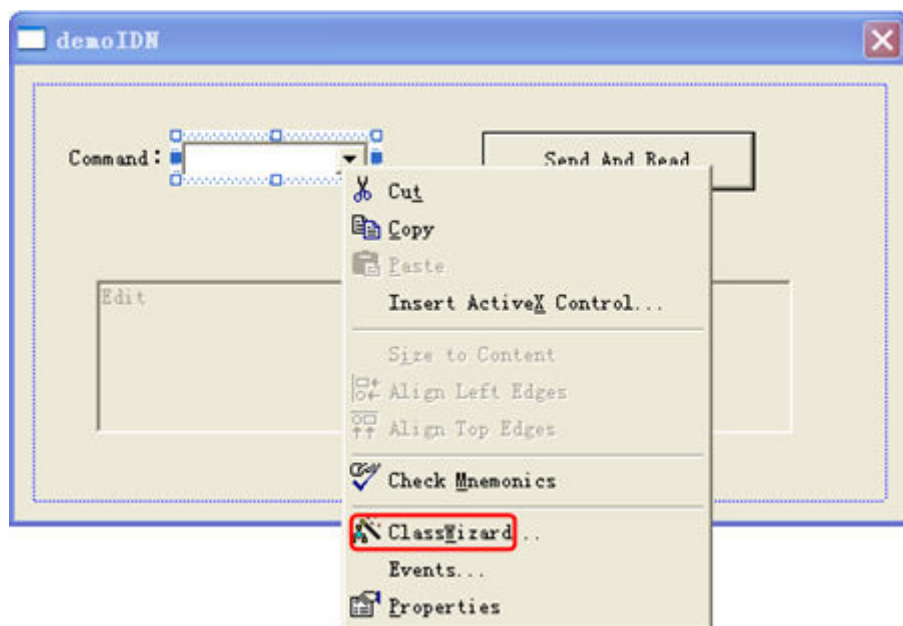 demoIDN
Command: Send And Read
Edit
Cut
Copy
Paste
Insert ActiveX Control...
Size to Content
Align Left Edges
Align Top Edges
Check Mnemonics
ClassWizard...
Events...
Properties